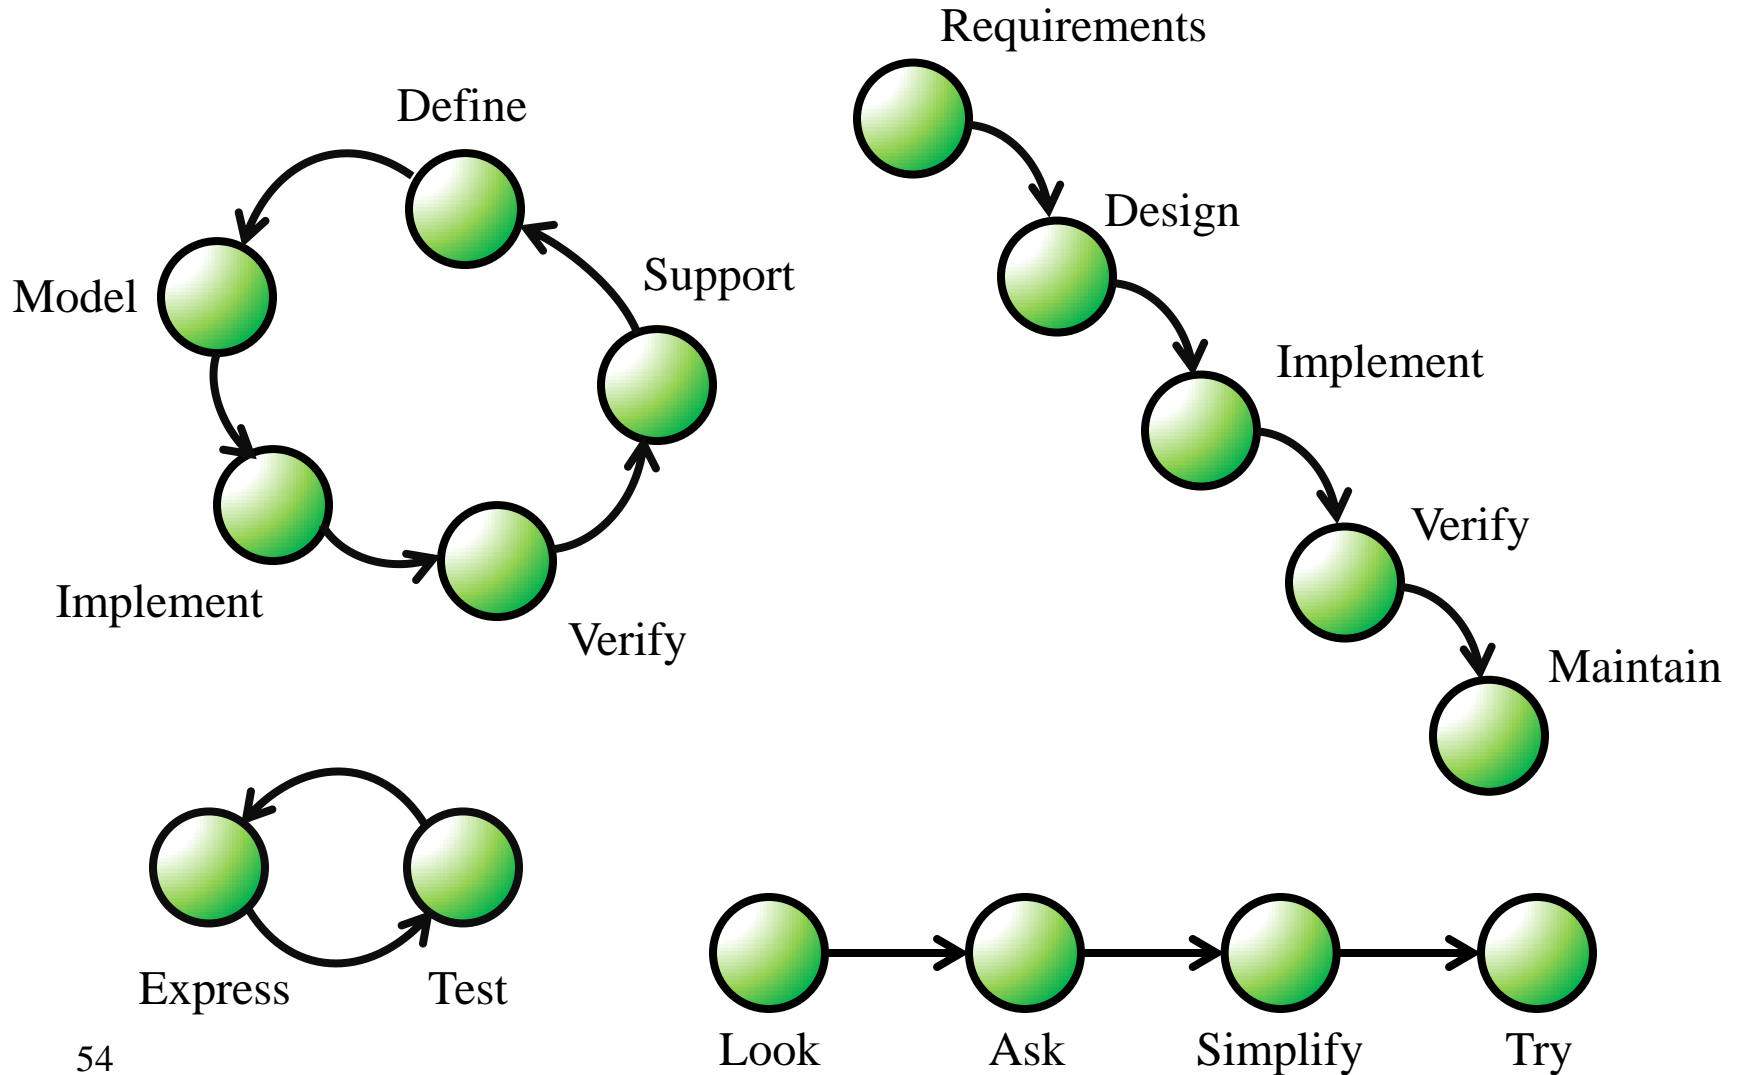 Requirements
Define
Design
Support
Model
Implement
Verify
Implement
Verify
Maintain
Express
Test
Look
Ask
Simplify
Try
54